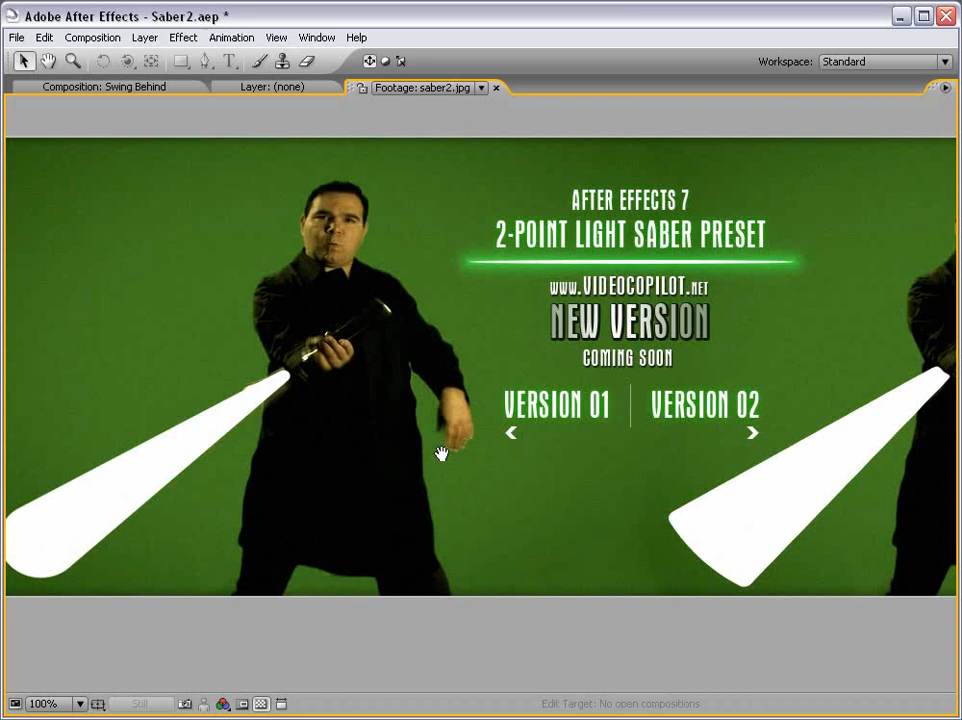 Adobe After Effects - Saber2.aep *
File Edit Composition Layer Effect Animation View Window Help
Workspace: Standard
Composition: Swing Behind Layer: (none) Footage: saber2.jpg
AFTER EFFECTS 7
2-POINT LIGHT SABER PRESET
WWW.VIDEOCOPILOT.NET
NEW VERSION
COMING SOON
VERSION 01 VERSION 02
100% Still Edit Target: No open compositions